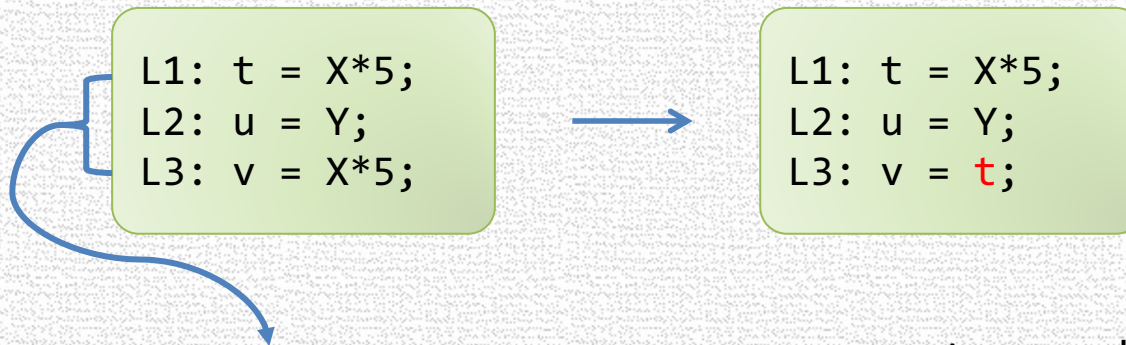 L1: t = X*5;
L2: u = Y;
L3: v = X*5;
L1: t = X*5;
L2: u = Y;
L3: v = t;